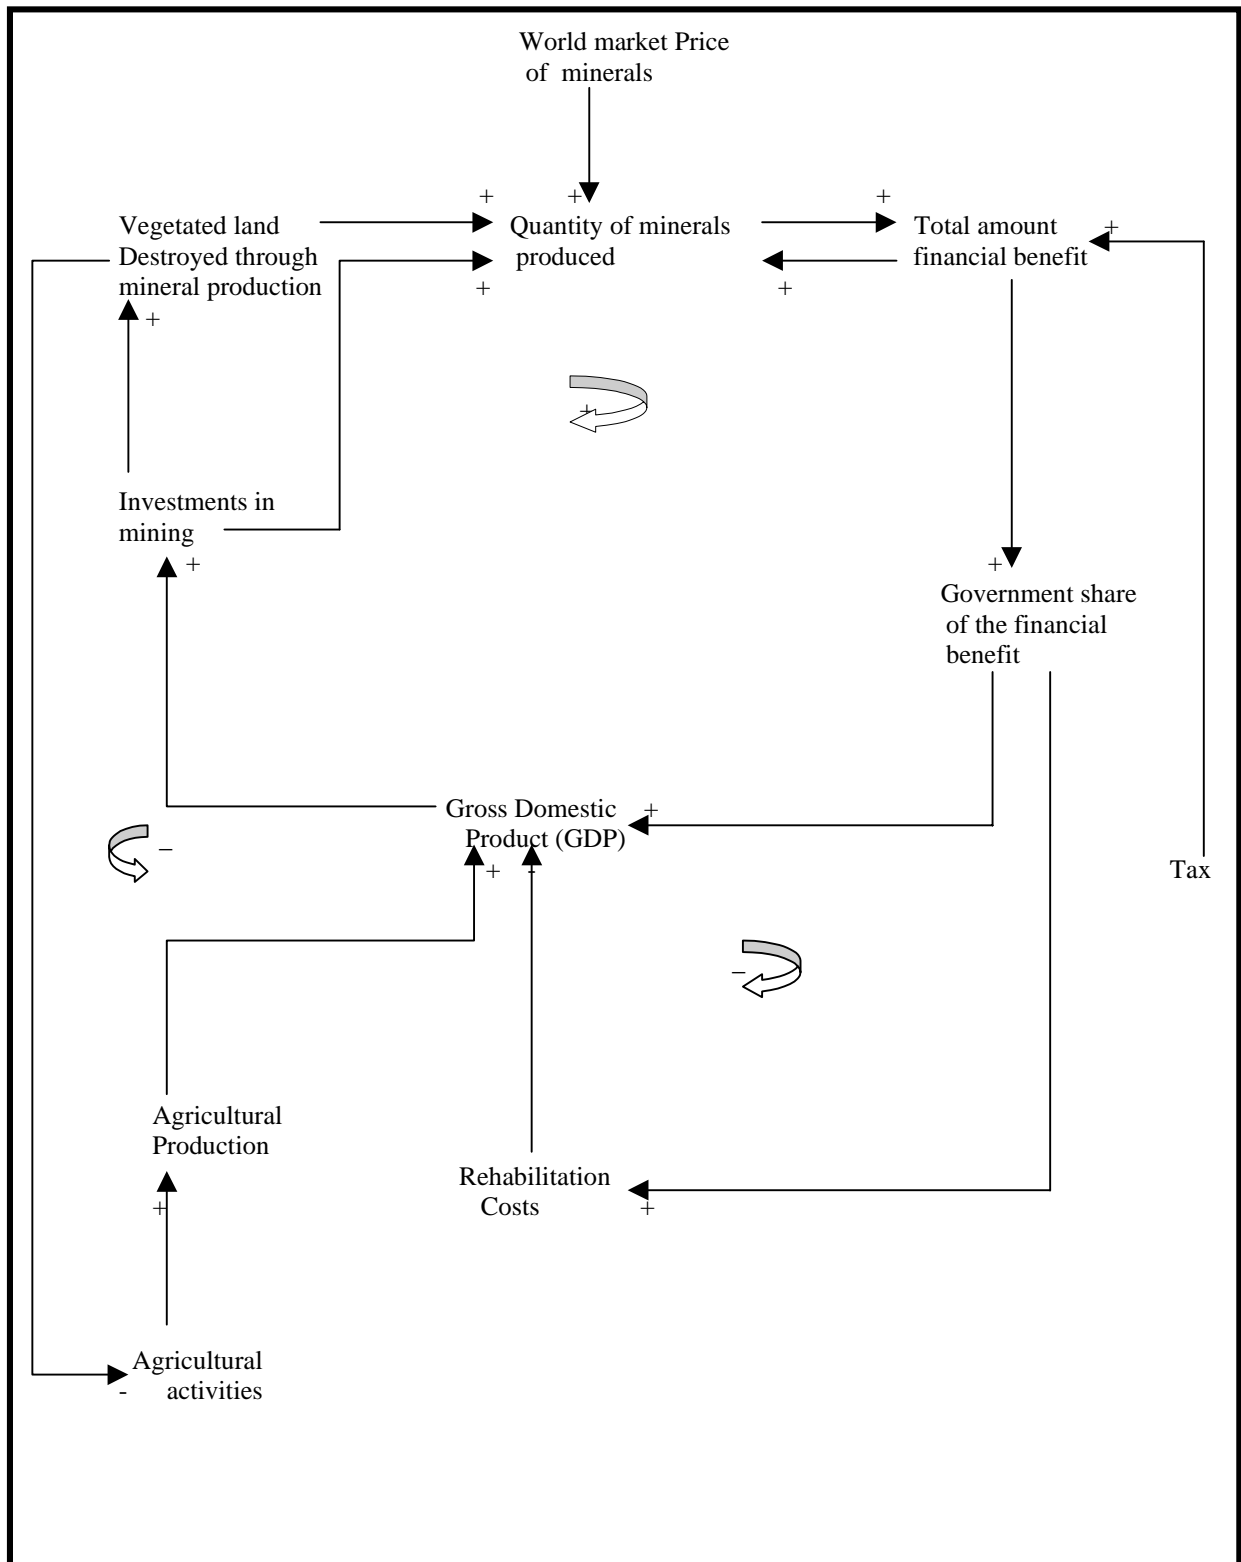 World market Price
of minerals
+ + +
Vegetated land
Destroyed through
mineral production
Quantity of minerals
produced
Total amount
financial benefit
+
+ +
+
+
Investments in
mining
+
+
Government share
of the financial
benefit
Gross Domestic
Product (GDP)
+
–
+ -
Tax
–
Agricultural
Production
Rehabilitation
Costs
+
+
Agricultural
activities
-